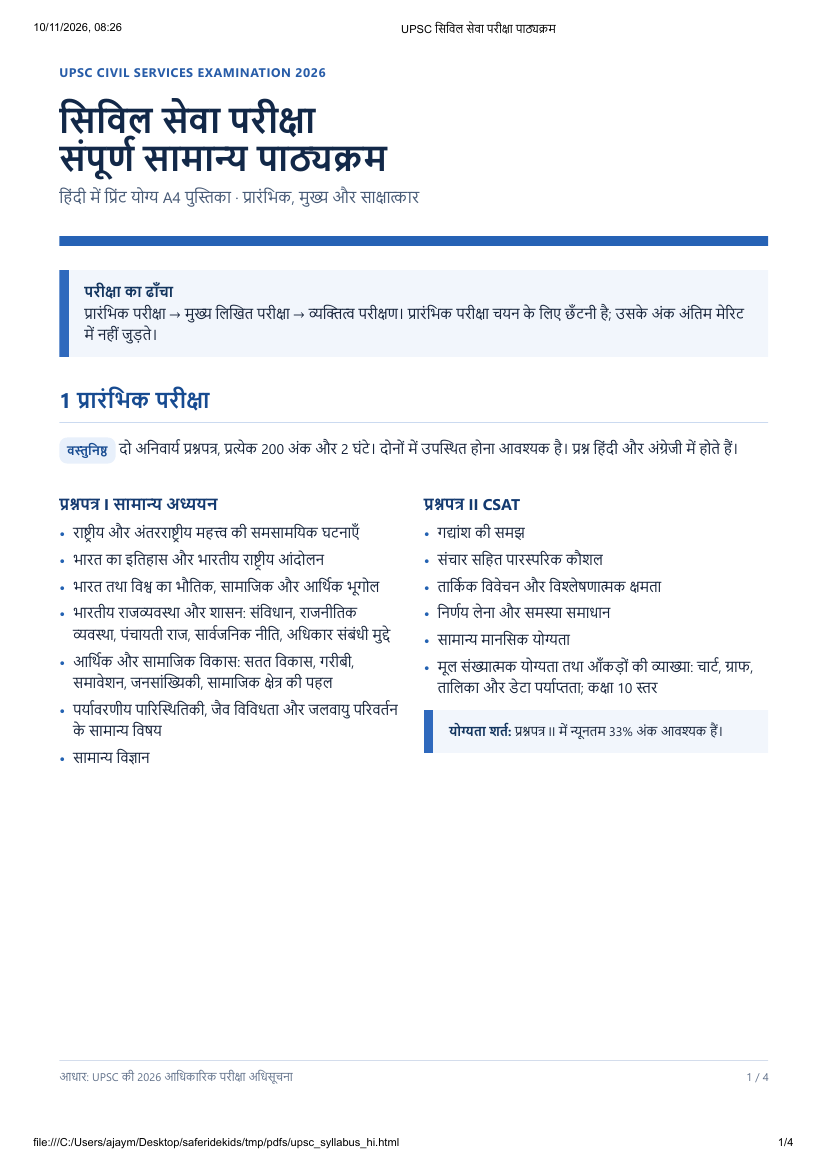 10/11/2026, 08:26
UPSC सिविल सेवा परीक्षा पाठ्यक्रम
UPSC CIVIL SERVICES EXAMINATION 2026
सिविल सेवा परीक्षा
संपूर्ण सामान्य पाठ्यक्रम
हिंदी में प्रिंट योग्य A4 पुस्तिका · प्रारंभिक, मुख्य और साक्षात्कार
परीक्षा का ढाँचा
प्रारंभिक परीक्षा → मुख्य लिखित परीक्षा → व्यक्तित्व परीक्षण। प्रारंभिक परीक्षा चयन के लिए छँटनी है; उसके अंक अंतिम मेरिट
में नहीं जुड़ते।
1 प्रारंभिक परीक्षा
वस्तुनिष्ठ दो अनिवार्य प्रश्नपत्र, प्रत्येक 200 अंक और 2 घंटे। दोनों में उपस्थित होना आवश्यक है। प्रश्न हिंदी और अंग्रेजी में होते हैं।
प्रश्नपत्र I सामान्य अध्ययन
• राष्ट्रीय और अंतरराष्ट्रीय महत्त्व की समसामयिक घटनाएँ
• भारत का इतिहास और भारतीय राष्ट्रीय आंदोलन
• भारत तथा विश्व का भौतिक, सामाजिक और आर्थिक भूगोल
• भारतीय राजव्यवस्था और शासन: संविधान, राजनीतिक
व्यवस्था, पंचायती राज, सार्वजनिक नीति, अधिकार संबंधी मुद्दे
• आर्थिक और सामाजिक विकास: सतत विकास, गरीबी,
समावेशन, जनसांख्यिकी, सामाजिक क्षेत्र की पहल
• पर्यावरणीय पारिस्थितिकी, जैव विविधता और जलवायु परिवर्तन
के सामान्य विषय
• सामान्य विज्ञान
प्रश्नपत्र II CSAT
• गद्यांश की समझ
• संचार सहित पारस्परिक कौशल
• तार्किक विवेचन और विश्लेषणात्मक क्षमता
• निर्णय लेना और समस्या समाधान
• सामान्य मानसिक योग्यता
• मूल संख्यात्मक योग्यता तथा आँकड़ों की व्याख्या: चार्ट, ग्राफ,
तालिका और डेटा पर्याप्तता; कक्षा 10 स्तर
योग्यता शर्त: प्रश्नपत्र II में न्यूनतम 33% अंक आवश्यक हैं।
आधार: UPSC की 2026 आधिकारिक परीक्षा अधिसूचना
1 / 4
file:///C:/Users/ajaym/Desktop/saferidekids/tmp/pdfs/upsc_syllabus_hi.html
1/4